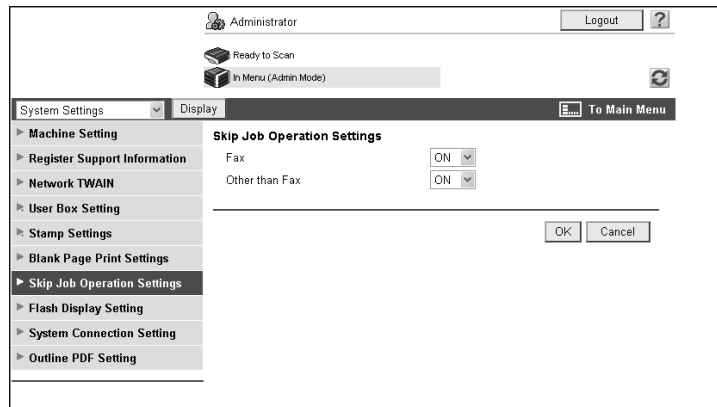 Administrator
Logout
?
Ready to Scan
In Menu (Admin Mode)
System Settings
Display
To Main Menu
Machine Setting
Register Support Information
Network TWAIN
User Box Setting
Stamp Settings
Blank Page Print Settings
Skip Job Operation Settings
Flash Display Setting
System Connection Setting
Outline PDF Setting
Skip Job Operation Settings
Fax ON
Other than Fax ON
OK Cancel